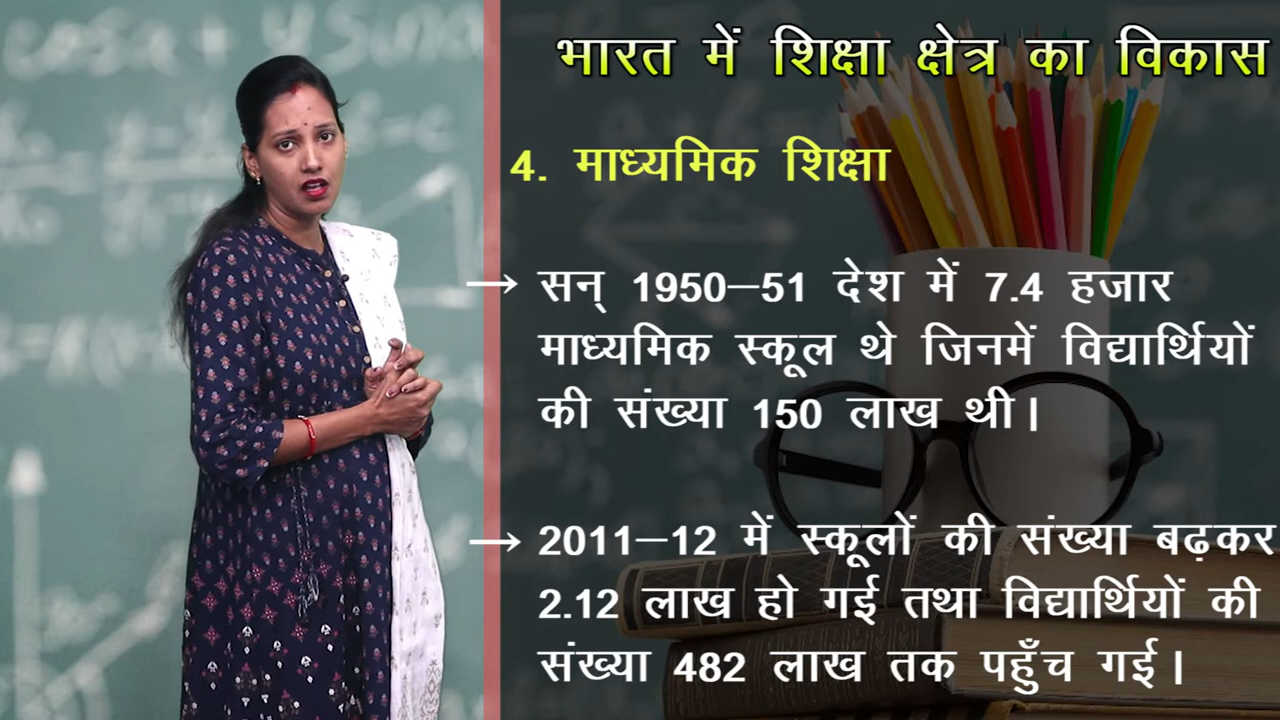 भारत में शिक्षा क्षेत्र का विकास
4. माध्यमिक शिक्षा
→ सन् 1950–51 देश में 7.4 हजार
माध्यमिक स्कूल थे जिनमें विद्यार्थियों
की संख्या 150 लाख थी।
→ 2011–12 में स्कूलों की संख्या बढ़कर
2.12 लाख हो गई तथा विद्यार्थियों की
संख्या 482 लाख तक पहुँच गई।